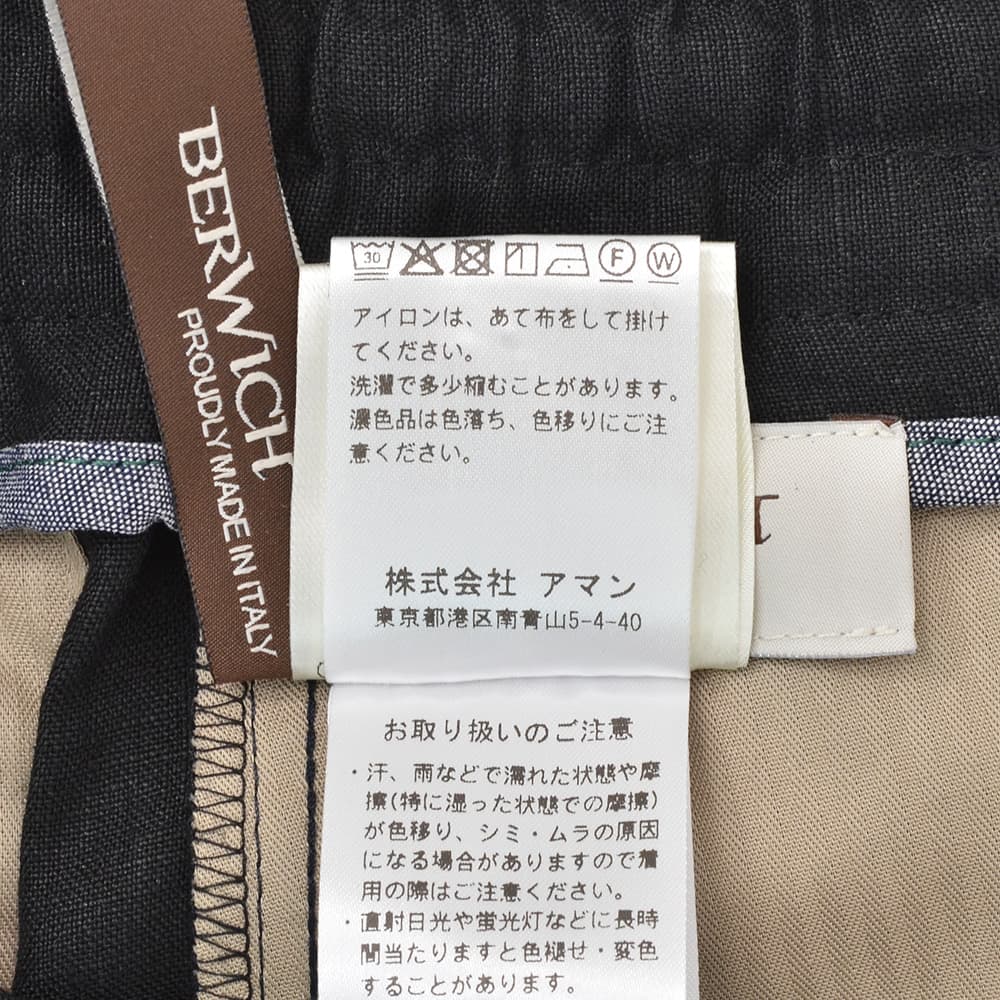 BERWICH
PROUDLY MADE IN ITALY
30
F
W
アイロンは、あて布をして掛け
てください。
洗濯で多少縮むことがあります。
濃色品は色落ち、色移りにご注
意ください。
株式会社 アマン
東京都港区南青山5-4-40
お取り扱いのご注意
・汗、雨などで濡れた状態や摩
擦(特に湿った状態での摩擦)
が色移り、シミ・ムラの原因
になる場合がありますので着
用の際はご注意ください。
・直射日光や蛍光灯などに長時
間当たりますと色褪せ・変色
することがあります。